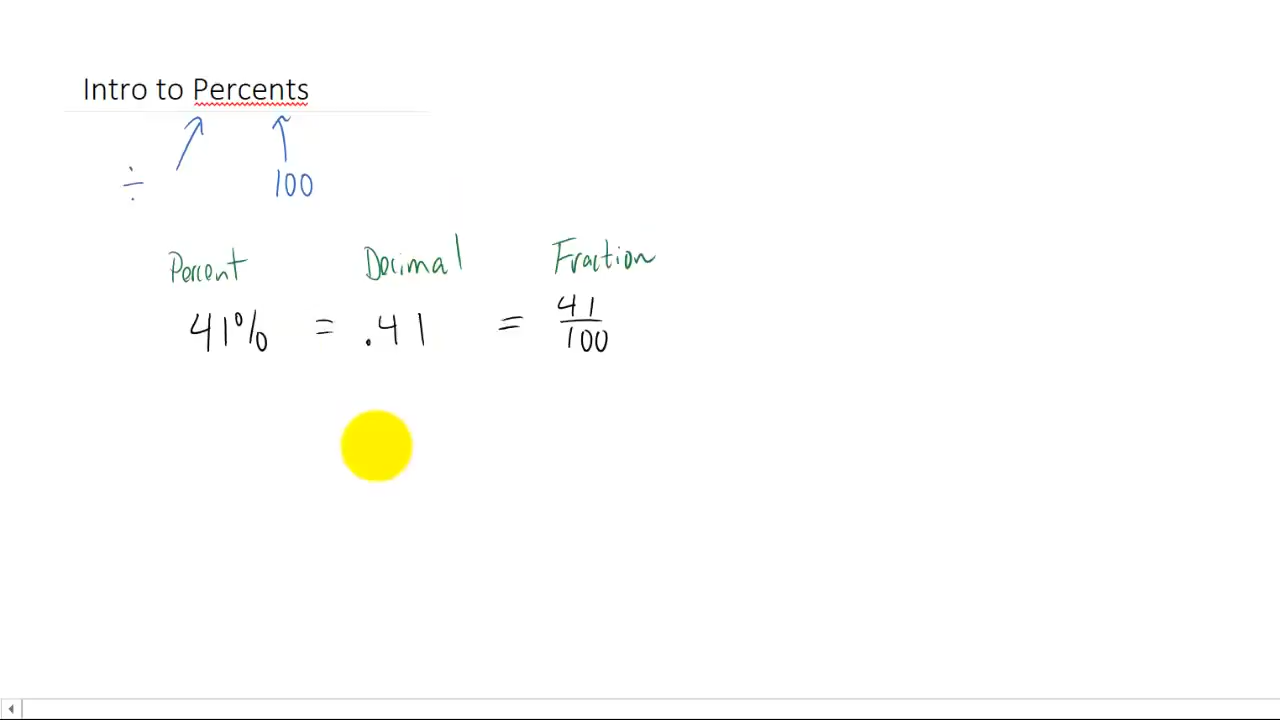 Intro to Percents
÷ 100
Percent Decimal Fraction
41% = .41 = 41/100